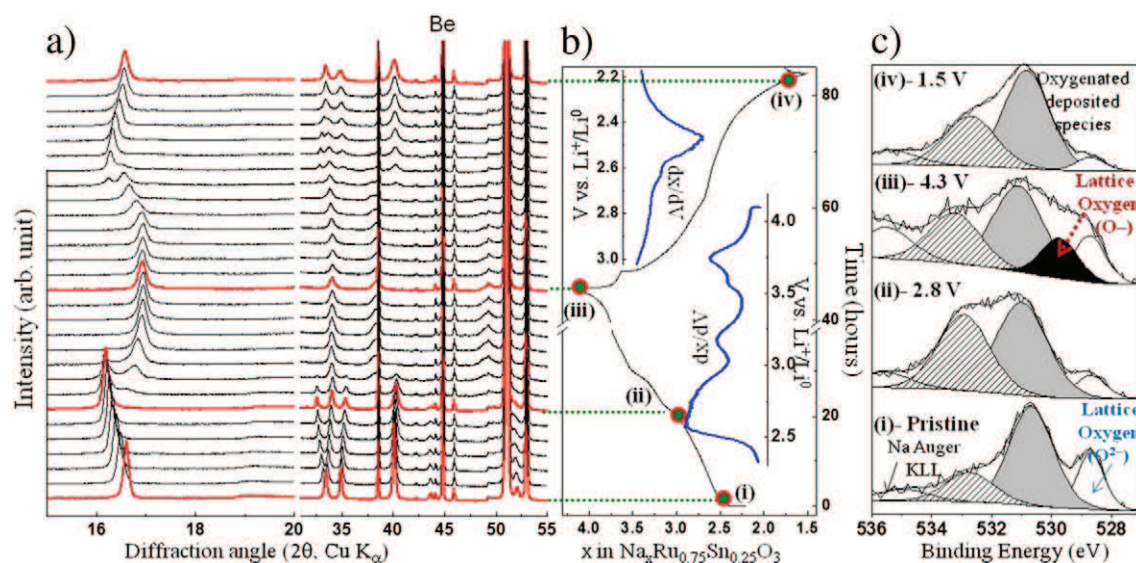 a)
Be
Intensity (arb. unit)
16
18
20
35
40
45
50
55
Diffraction angle (2θ, Cu Kα)
b)
V vs. Li⁺/Li⁰
2.2
2.4
2.6
2.8
3.0
dx/dV
(iv)
(iii)
(ii)
(i)
dx/dV
4.0
3.5
3.0
2.5
V vs. Li⁺/Li⁰
80
60
40
20
0
Time (hours)
4.0
3.5
3.0
2.5
2.0
1.5
x in NaₓRu₀.₇₅Sn₀.₂₅O₃
c)
(iv)- 1.5 V
Oxygenated
deposited
species
(iii)- 4.3 V
Lattice
Oxygen
(O–)
(ii)- 2.8 V
(i)- Pristine
Na Auger
KLL
Lattice
Oxygen
(O²⁻)
536
534
532
530
528
Binding Energy (eV)